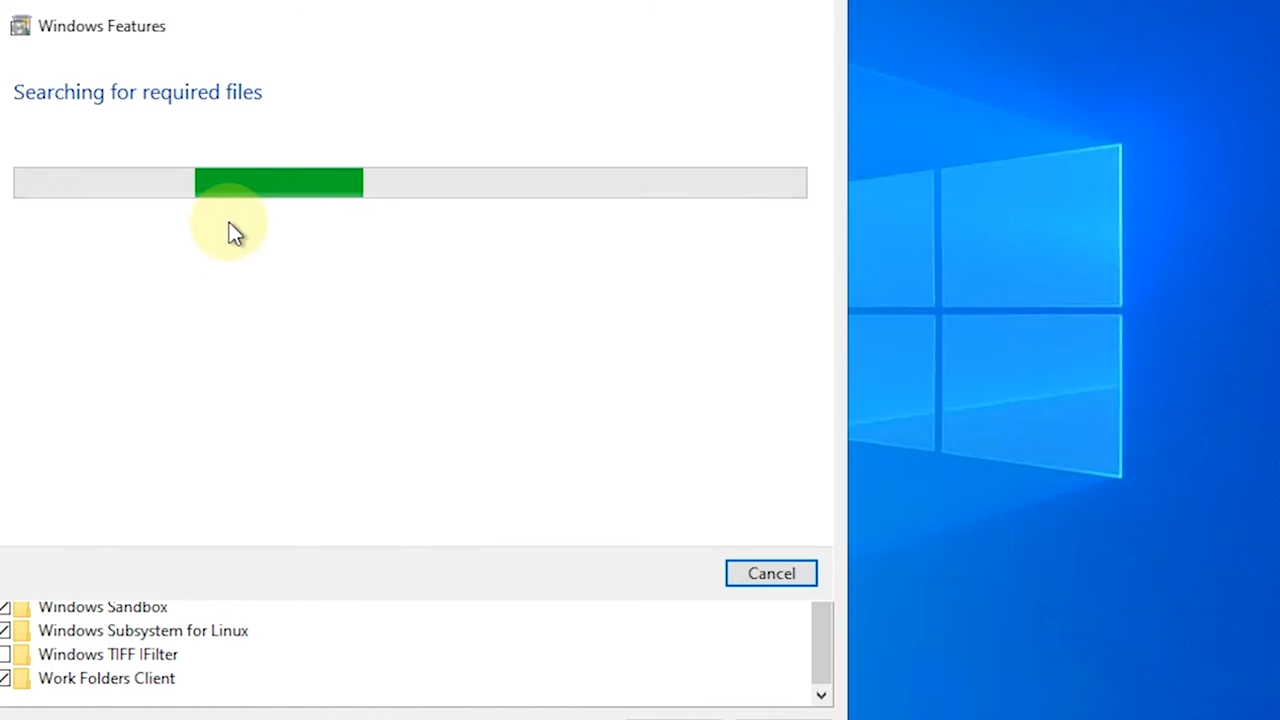 Windows Features
Searching for required files
Cancel
Windows Sandbox
Windows Subsystem for Linux
Windows TIFF IFilter
Work Folders Client